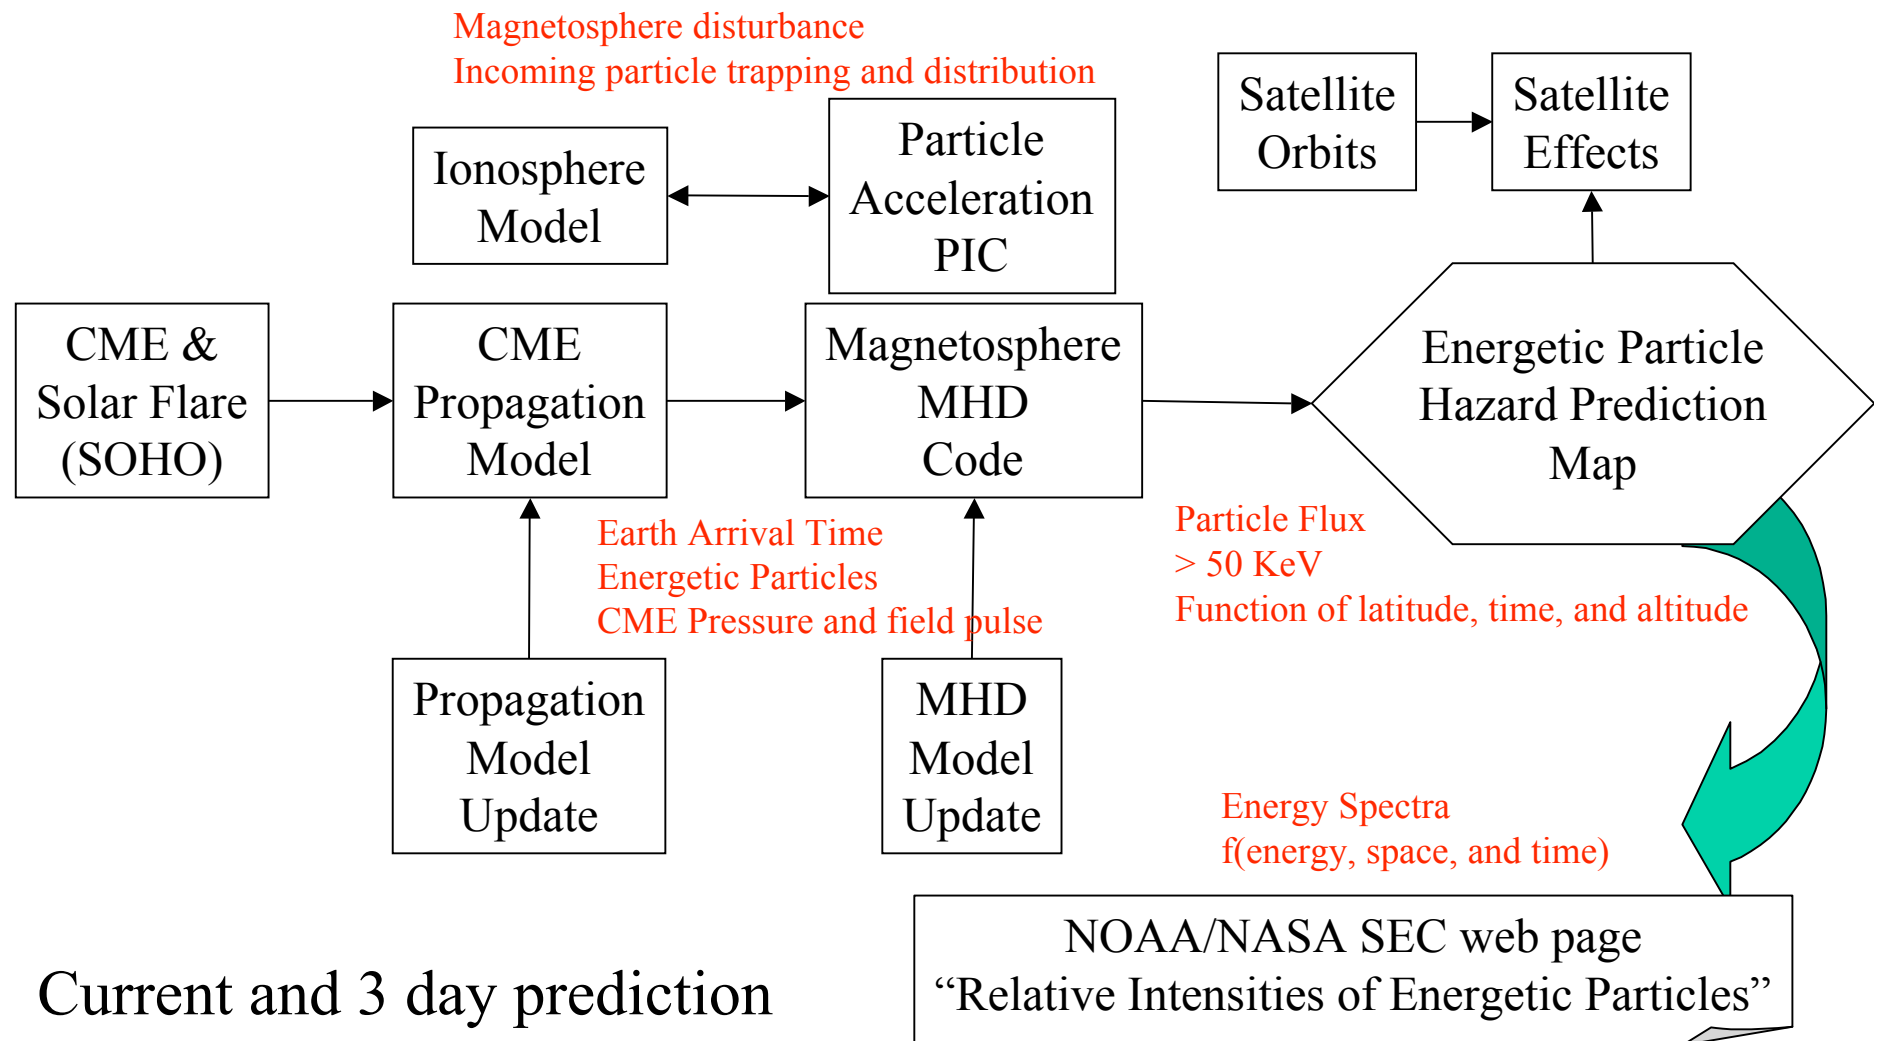 Magnetosphere disturbance
Incoming particle trapping and distribution
Satellite
Orbits
Satellite
Effects
Ionosphere
Model
Particle
Acceleration
PIC
CME &
Solar Flare
(SOHO)
CME
Propagation
Model
Magnetosphere
MHD
Code
Energetic Particle
Hazard Prediction
Map
Earth Arrival Time
Energetic Particles
CME Pressure and field pulse
Particle Flux
> 50 KeV
Function of latitude, time, and altitude
Propagation
Model
Update
MHD
Model
Update
Energy Spectra
f(energy, space, and time)
NOAA/NASA SEC web page
“Relative Intensities of Energetic Particles”
Current and 3 day prediction